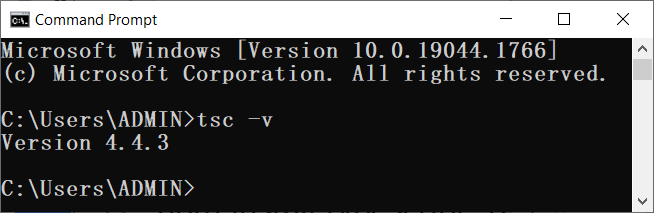 Command Prompt
Microsoft Windows [Version 10.0.19044.1766]
(c) Microsoft Corporation. All rights reserved.
C:\Users\ADMIN>tsc -v
Version 4.4.3
C:\Users\ADMIN>